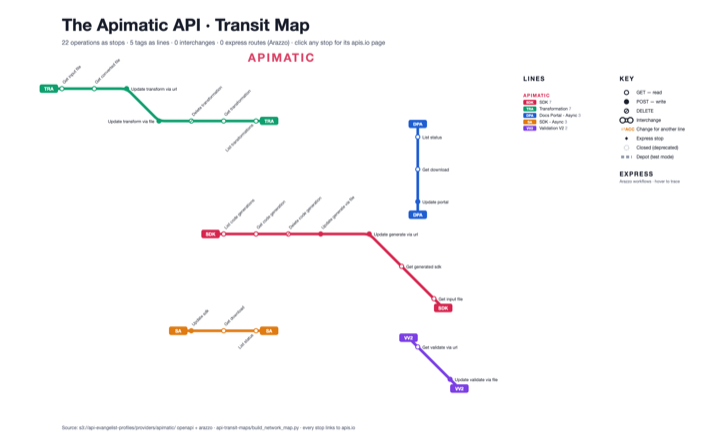 The Apimatic API · Transit Map
22 operations as stops · 5 tags as lines · 0 interchanges · 0 express routes (Arazzo) · click any stop for its apis.io page
APIMATIC
TRA
Get input file
Get converted file
Update transform via url
Update transform via file
Delete transformation
Get transformation
List transformations
TRA
DPA
List status
Get download
Update portal
DPA
SDK
List code generations
Get code generation
Delete code generation
Update generate via file
Update generate via url
Get generated sdk
Get input file
SDK
SA
Update sdk
Get download
List status
SA
VV2
Get validate via url
Update validate via file
VV2
LINES
APIMATIC
SDK SDK
TRA Transformation
DPA Docs Portal - Async
SA SDK - Async
VV2 Validation V2
KEY
GET — read
POST — write
DELETE
Interchange
Change for another line
Express stop
Closed (deprecated)
Depot (test mode)
EXPRESS
Arazzo workflows · hover to trace
Source: s3://api-evangelist-profiles/providers/apimatic/ openapi + arazzo · api-transit-maps/build_network_map.py · every stop links to apis.io